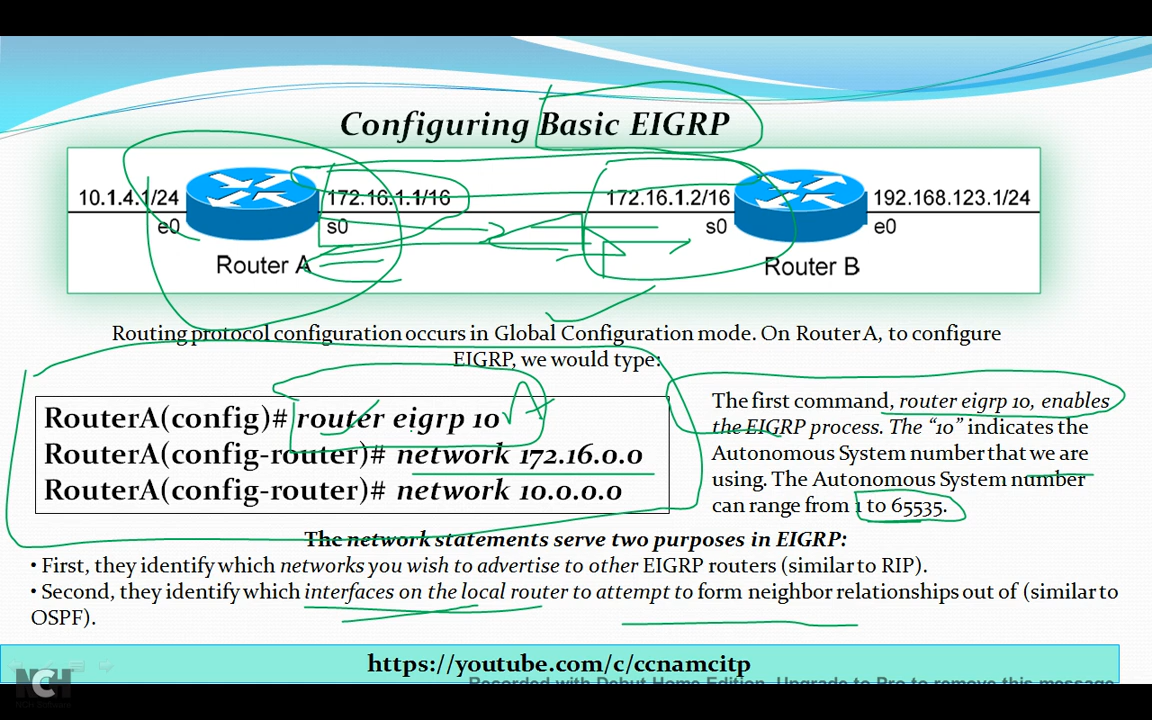 Configuring Basic EIGRP
10.1.4.1/24 172.16.1.1/16 172.16.1.2/16 192.168.123.1/24
e0 s0 s0 e0
Router A Router B
Routing protocol configuration occurs in Global Configuration mode. On Router A, to configure
EIGRP, we would type:
RouterA(config)# router eigrp 10
RouterA(config-router)# network 172.16.0.0
RouterA(config-router)# network 10.0.0.0
The first command, router eigrp 10, enables
the EIGRP process. The “10” indicates the
Autonomous System number that we are
using. The Autonomous System number
can range from 1 to 65535.
The network statements serve two purposes in EIGRP:
• First, they identify which networks you wish to advertise to other EIGRP routers (similar to RIP).
• Second, they identify which interfaces on the local router to attempt to form neighbor relationships out of (similar to
OSPF).
https://youtube.com/c/ccnamcitp
Recorded with Debut Home Edition. Upgrade to Pro to remove this message
NCH
NCH Software